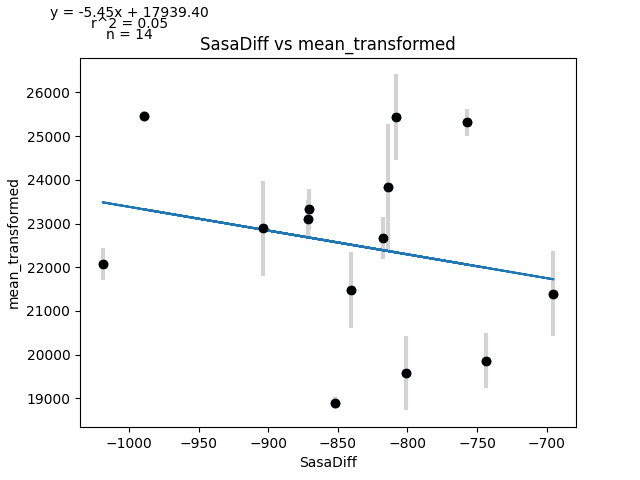 y = -5.45x + 17939.40
r^2 = 0.05
n = 14
SasaDiff vs mean_transformed
26000
25000
24000
23000
22000
21000
20000
19000
mean_transformed
−1000
−950
−900
−850
−800
−750
−700
SasaDiff